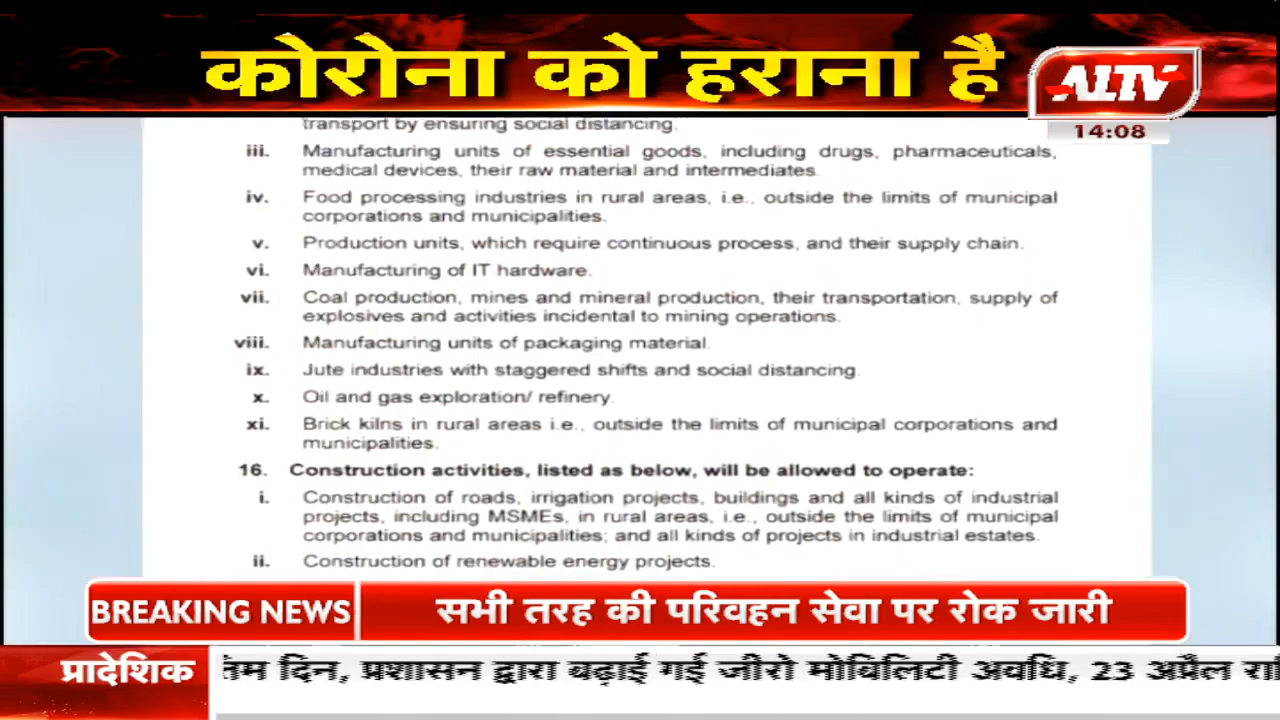 कोरोना को हराना है
ALTV
14:08
transport by ensuring social distancing.
iii. Manufacturing units of essential goods, including drugs, pharmaceuticals,
medical devices, their raw material and intermediates.
iv. Food processing industries in rural areas, i.e., outside the limits of municipal
corporations and municipalities.
v. Production units, which require continuous process, and their supply chain.
vi. Manufacturing of IT hardware.
vii. Coal production, mines and mineral production, their transportation, supply of
explosives and activities incidental to mining operations.
viii. Manufacturing units of packaging material.
ix. Jute industries with staggered shifts and social distancing.
x. Oil and gas exploration/ refinery.
xi. Brick kilns in rural areas i.e., outside the limits of municipal corporations and
municipalities.
16. Construction activities, listed as below, will be allowed to operate:
i. Construction of roads, irrigation projects, buildings and all kinds of industrial
projects, including MSMEs, in rural areas, i.e., outside the limits of municipal
corporations and municipalities; and all kinds of projects in industrial estates.
ii. Construction of renewable energy projects.
BREAKING NEWS सभी तरह की परिवहन सेवा पर रोक जारी
प्रादेशिक दिन, प्रशासन द्वारा बढ़ाई गई जीरो मोबिलिटी अवधि, 23 अप्रैल